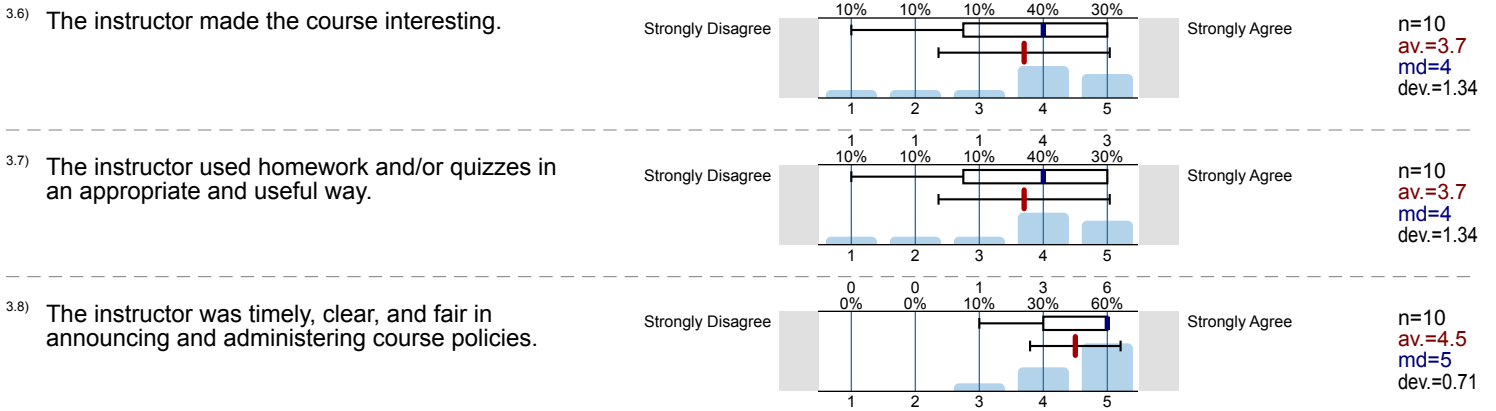 3.6) The instructor made the course interesting.
Strongly Disagree
10% 10% 10% 40% 30%
1 2 3 4 5
Strongly Agree
n=10
av.=3.7
md=4
dev.=1.34
3.7) The instructor used homework and/or quizzes in
an appropriate and useful way.
Strongly Disagree
1 1 1 4 3
10% 10% 10% 40% 30%
1 2 3 4 5
Strongly Agree
n=10
av.=3.7
md=4
dev.=1.34
3.8) The instructor was timely, clear, and fair in
announcing and administering course policies.
Strongly Disagree
0 0 1 3 6
0% 0% 10% 30% 60%
1 2 3 4 5
Strongly Agree
n=10
av.=4.5
md=5
dev.=0.71